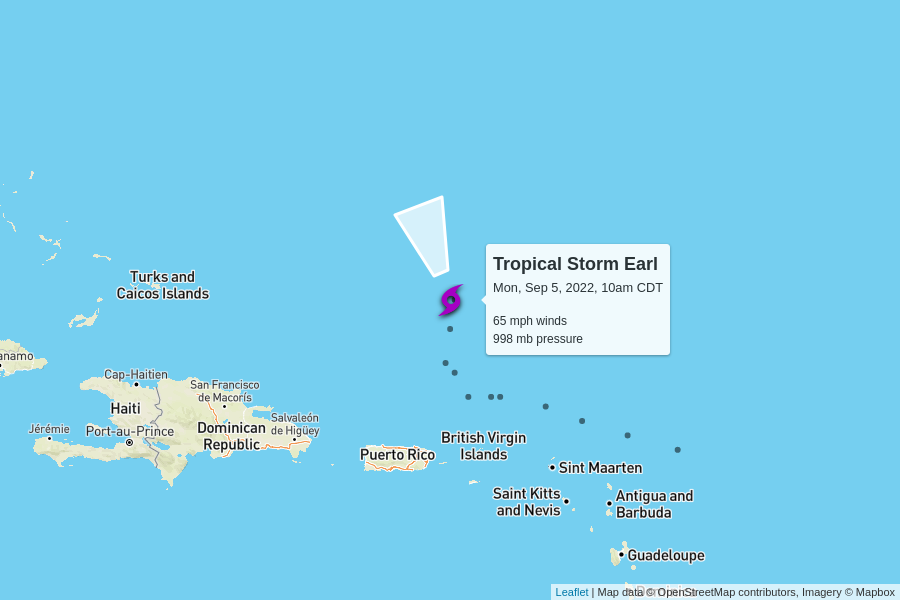 Turks and
Caicos Islands
Tropical Storm Earl
Mon, Sep 5, 2022, 10am CDT
65 mph winds
998 mb pressure
anamo
Cap-Haitien
San Francisco
de Macorís
Haiti
Jérémie
Port-au-Prince
Dominican
Republic
Salvaleón
de Higüey
Puerto Rico
British Virgin
Islands
Sint Maarten
Saint Kitts
and Nevis
Antigua and
Barbuda
Guadeloupe
Leaflet | Map data © OpenStreetMap contributors, Imagery © Mapbox